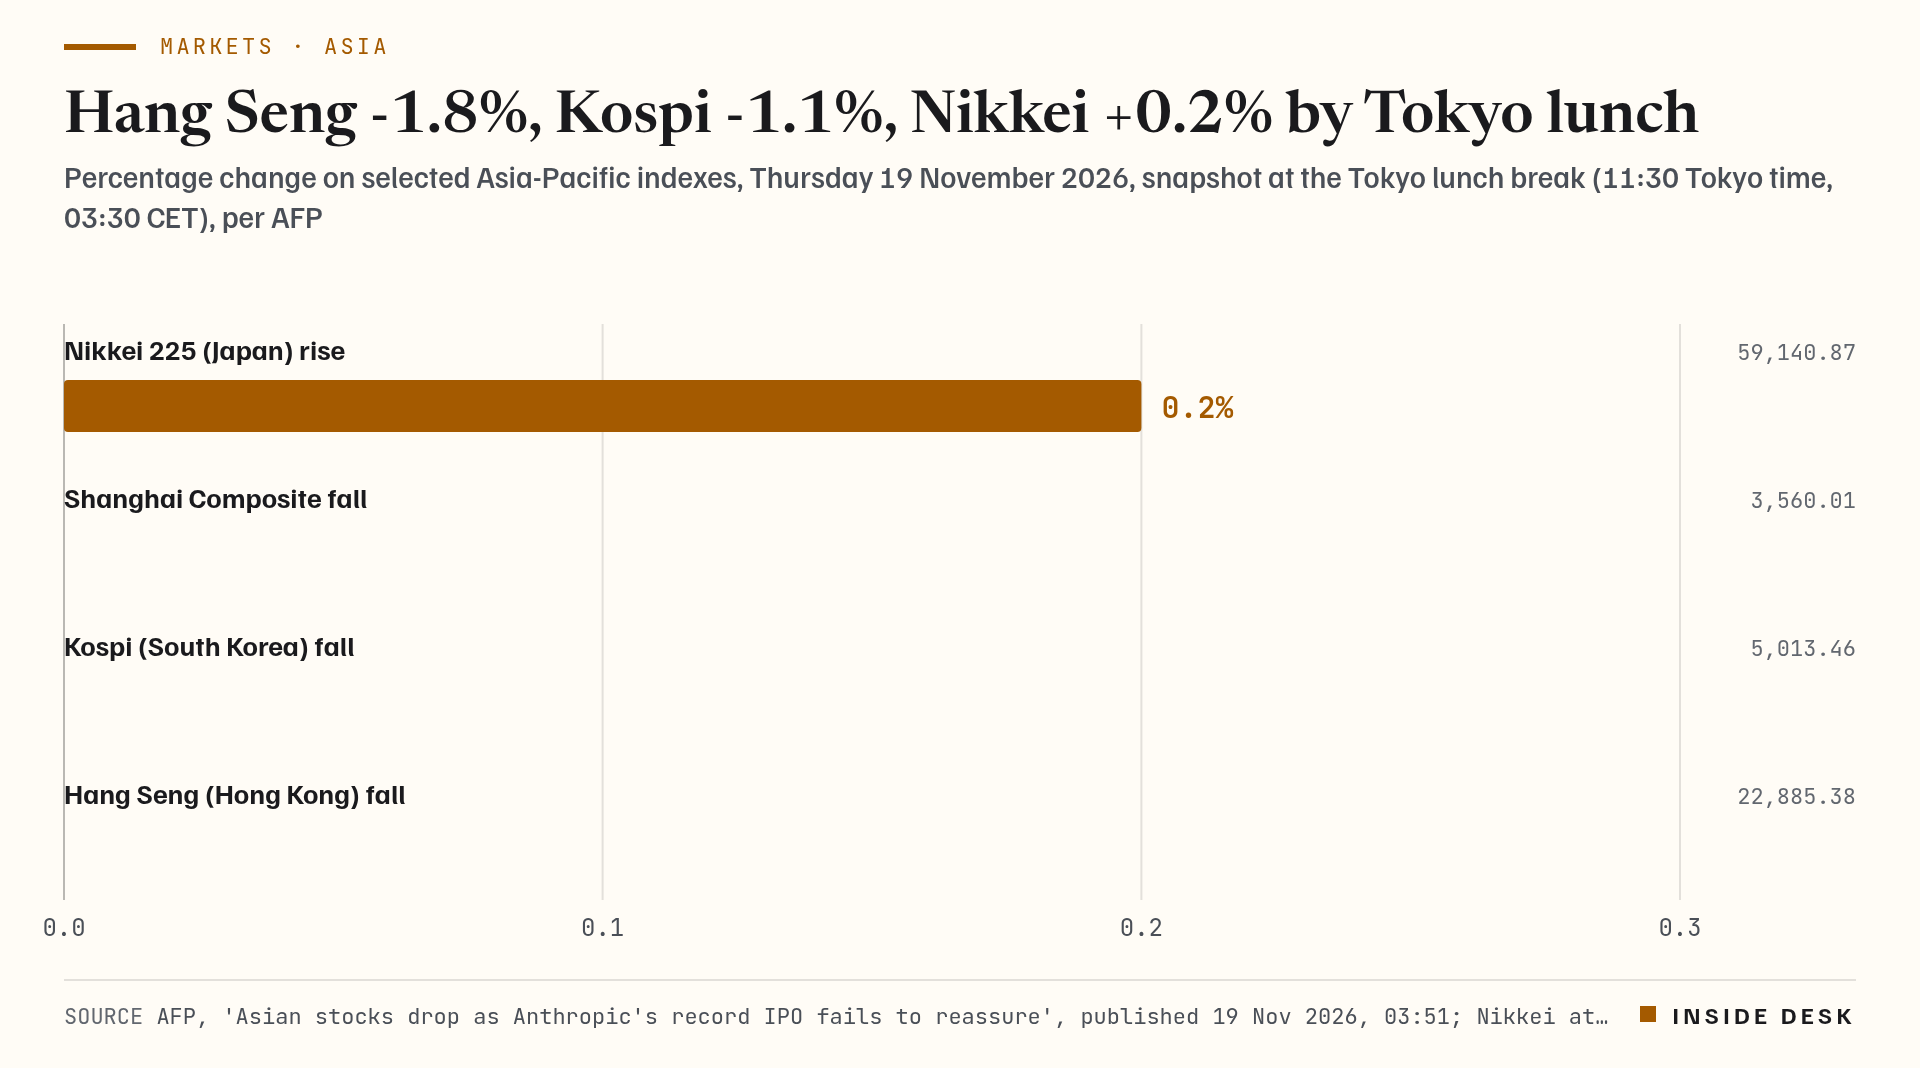 MARKETS · ASIA
Hang Seng -1.8%, Kospi -1.1%, Nikkei +0.2% by Tokyo lunch
Percentage change on selected Asia-Pacific indexes, Thursday 19 November 2026, snapshot at the Tokyo lunch break (11:30 Tokyo time,
03:30 CET), per AFP
Nikkei 225 (Japan) rise
59,140.87
0.2%
Shanghai Composite fall
3,560.01
Kospi (South Korea) fall
5,013.46
Hang Seng (Hong Kong) fall
22,885.38
0.0
0.1
0.2
0.3
SOURCE AFP, 'Asian stocks drop as Anthropic's record IPO fails to reassure', published 19 Nov 2026, 03:51; Nikkei at…
INSIDE DESK